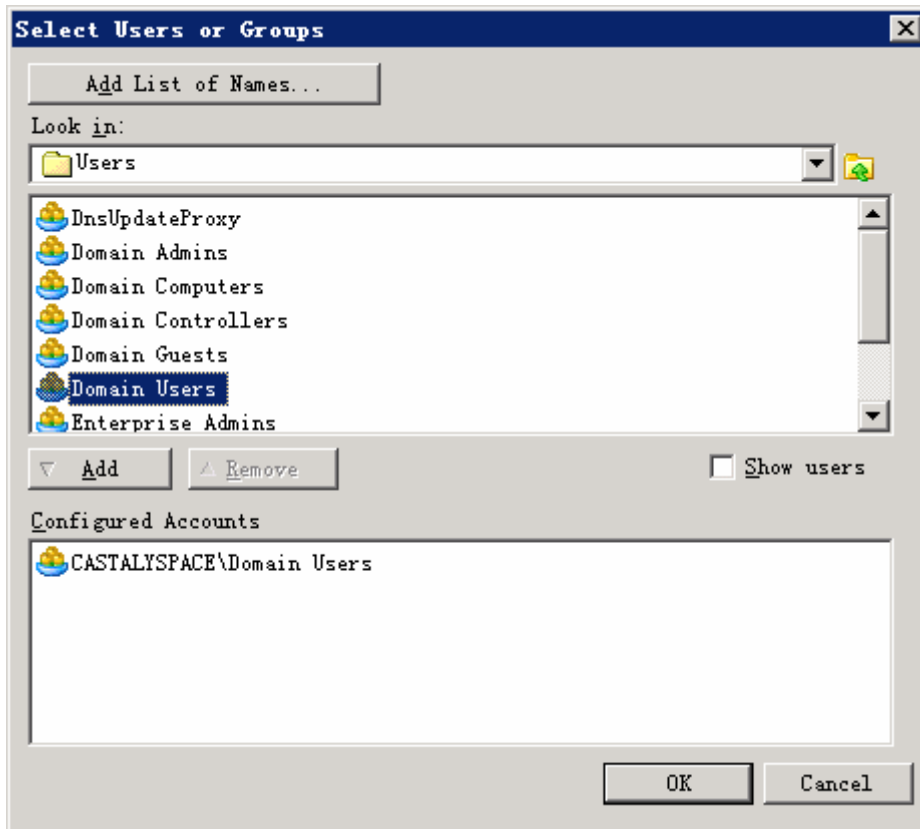 Select Users or Groups
Add List of Names...
Look in:
Users
DnsUpdateProxy
Domain Admins
Domain Computers
Domain Controllers
Domain Guests
Domain Users
Enterprise Admins
Add Remove Show users
Configured Accounts
CASTALYSPACE\Domain Users
OK Cancel